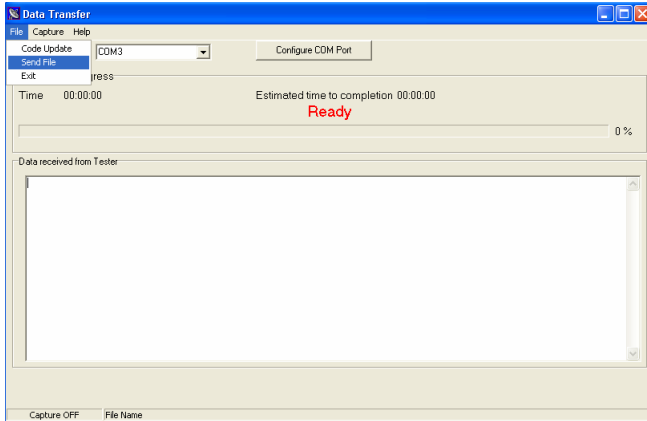 Data Transfer
File Capture Help
Code Update
Send File
Exit
COM3
Configure COM Port
gress
Time 00:00:00 Estimated time to completion 00:00:00
Ready
0 %
Data received from Tester
Capture OFF File Name